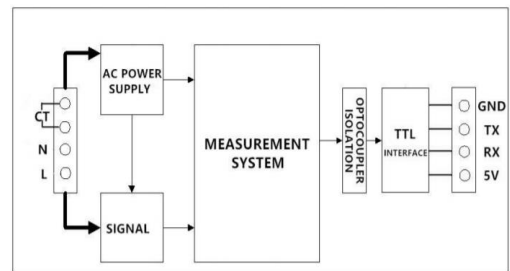 AC POWER
SUPPLY
CT
N
L
SIGNAL
MEASUREMENT
SYSTEM
OPTOCOUPLER
ISOLATION
TTL
INTERFACE
GND
TX
RX
5V